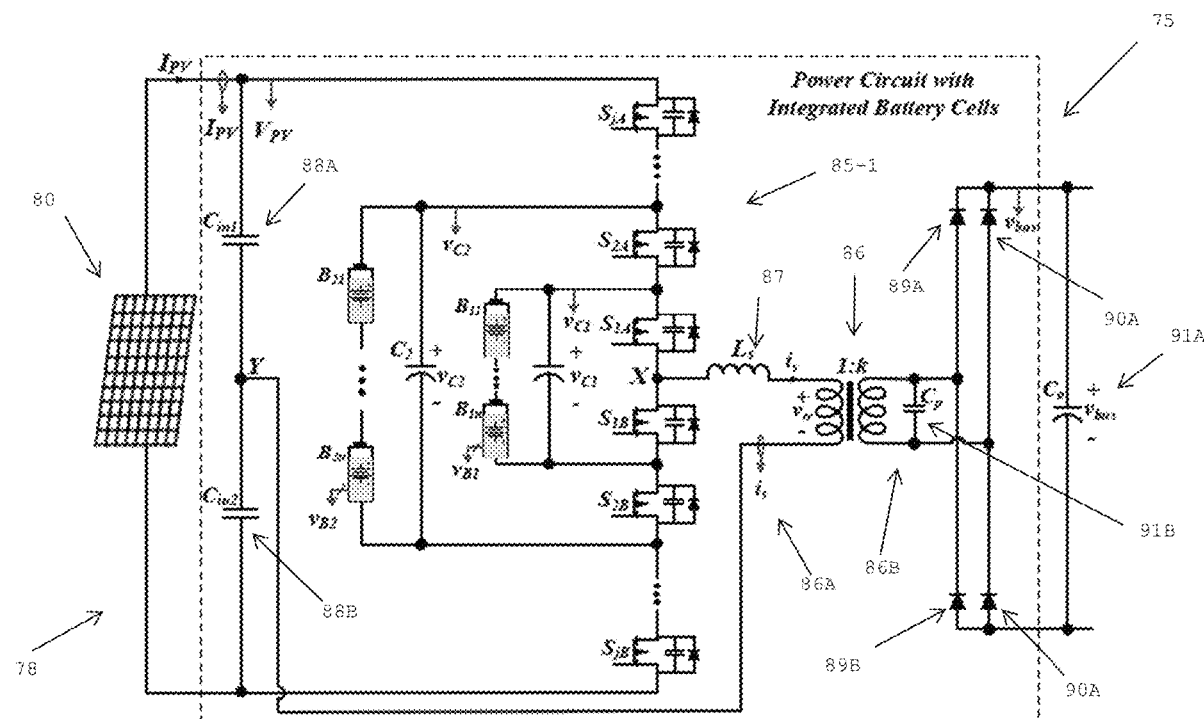 75
I_PV
Power Circuit with
Integrated Battery Cells
I_PV
V_PV
S_jA
88A
80
85-1
C_in1
v_C2
S_2A
86
v_bus
B_21
87
89A
B_11
v_C1
S_1A
90A
L_s
91A
Y
C_2
+
v_C2
-
+
v_C1
-
X
i_s
1:k
+
v_o
-
C_p
C_o
+
v_bus
-
B_1n
S_1B
v_B1
i_s
B_2n
C_in2
S_2B
v_B2
91B
86A
86B
88B
78
S_jB
89B
90A